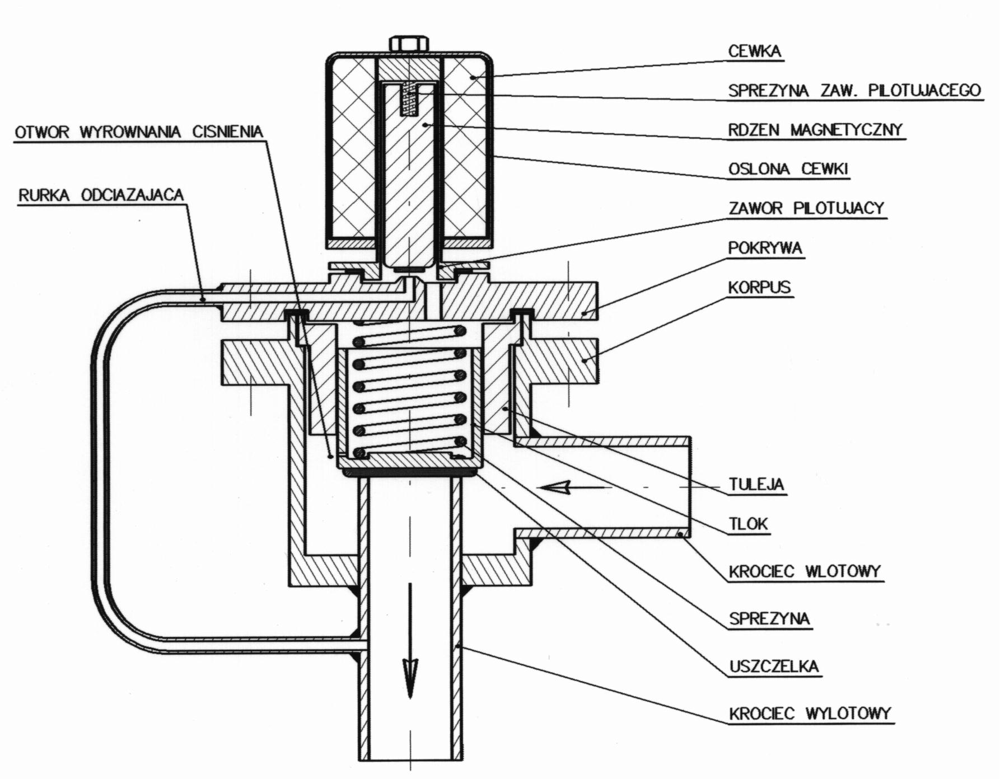 CEWKA
SPREZYNA ZAW. PILOTUJACEGO
RDZEN MAGNETYCZNY
OTWOR WYROWNANIA CISNIENIA
OSLONA CEWKI
RURKA ODCIAZAJACA
ZAWOR PILOTUJACY
POKRYWA
KORPUS
TULEJA
TLOK
KROCIEC WLOTOWY
SPREZYNA
USZCZELKA
KROCIEC WYLOTOWY